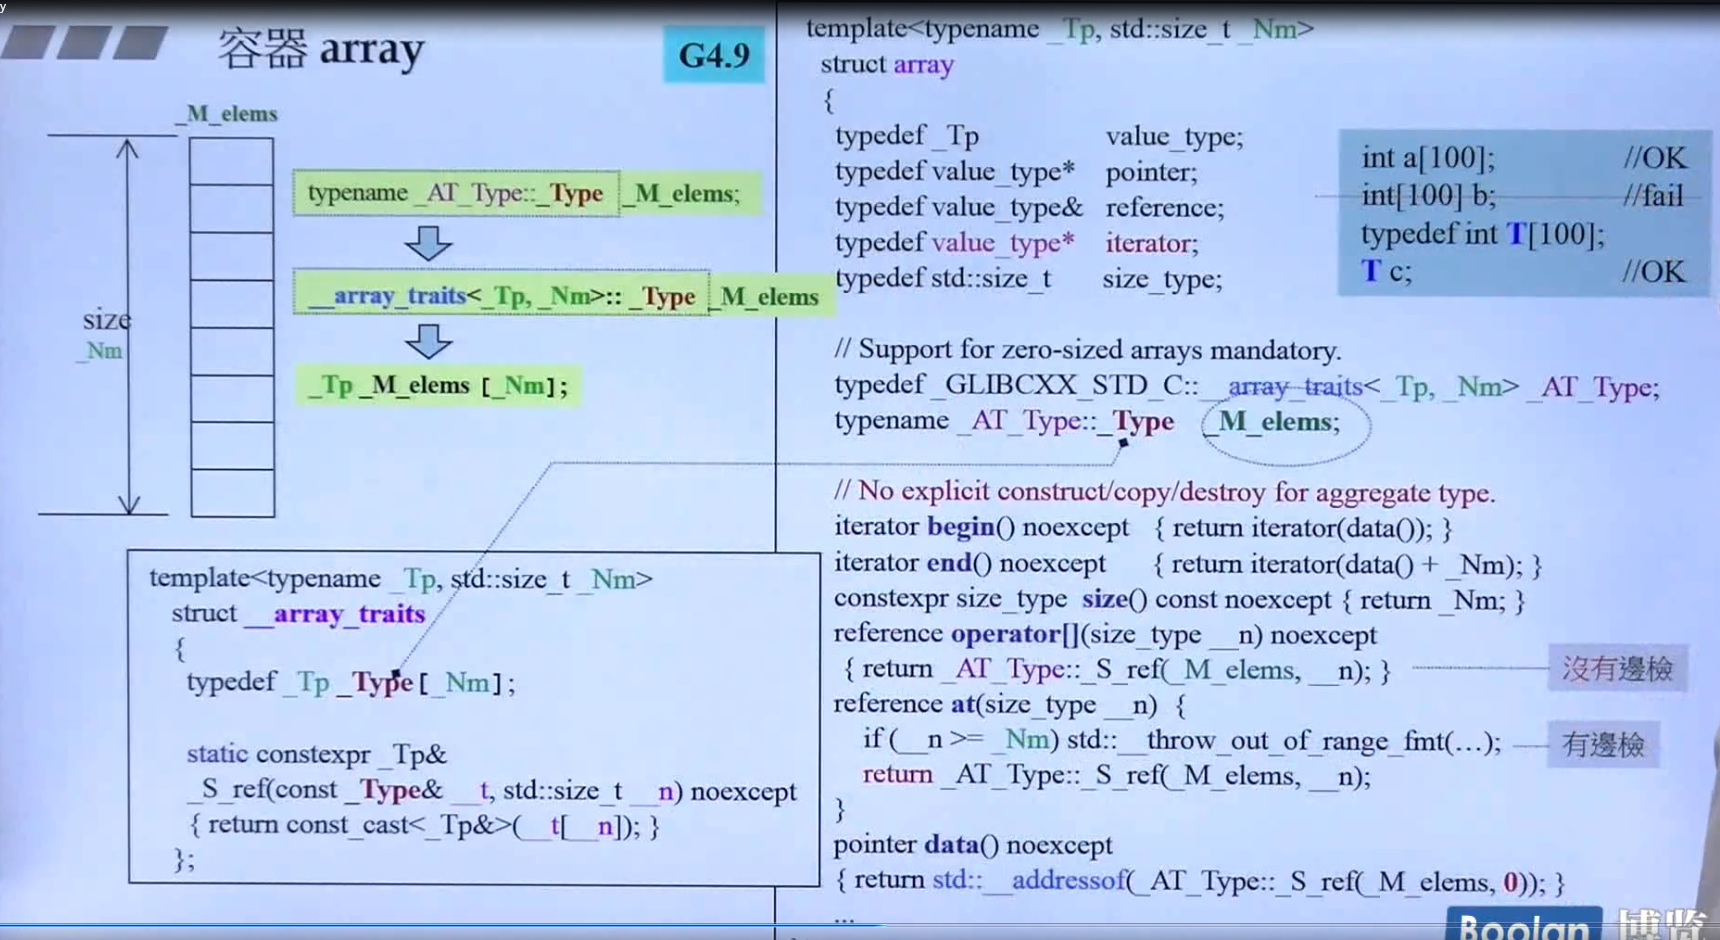 y
容器 array
G4.9
_M_elems
size
_Nm
typename _AT_Type::_Type _M_elems;
__array_traits<_Tp, _Nm>:: _Type _M_elems
_Tp _M_elems [_Nm];
template<typename _Tp, std::size_t _Nm>
struct __array_traits
{
typedef _Tp _Type[_Nm];
static constexpr _Tp&
_S_ref(const _Type& __t, std::size_t __n) noexcept
{ return const_cast<_Tp&>(__t[__n]); }
};
template<typename _Tp, std::size_t _Nm>
struct array
{
typedef _Tp value_type;
typedef value_type* pointer;
typedef value_type& reference;
typedef value_type* iterator;
typedef std::size_t size_type;
int a[100]; //OK
int[100] b; //fail
typedef int T[100];
T c; //OK
// Support for zero-sized arrays mandatory.
typedef _GLIBCXX_STD_C::__array_traits<_Tp, _Nm> _AT_Type;
typename _AT_Type::_Type _M_elems;
// No explicit construct/copy/destroy for aggregate type.
iterator begin() noexcept { return iterator(data()); }
iterator end() noexcept { return iterator(data() + _Nm); }
constexpr size_type size() const noexcept { return _Nm; }
reference operator[](size_type __n) noexcept
{ return _AT_Type::_S_ref(_M_elems, __n); } 沒有邊檢
reference at(size_type __n) {
if (__n >= _Nm) std::__throw_out_of_range_fmt(…); 有邊檢
return _AT_Type::_S_ref(_M_elems, __n);
}
pointer data() noexcept
{ return std::__addressof(_AT_Type::_S_ref(_M_elems, 0)); }
...
Boolan 博览